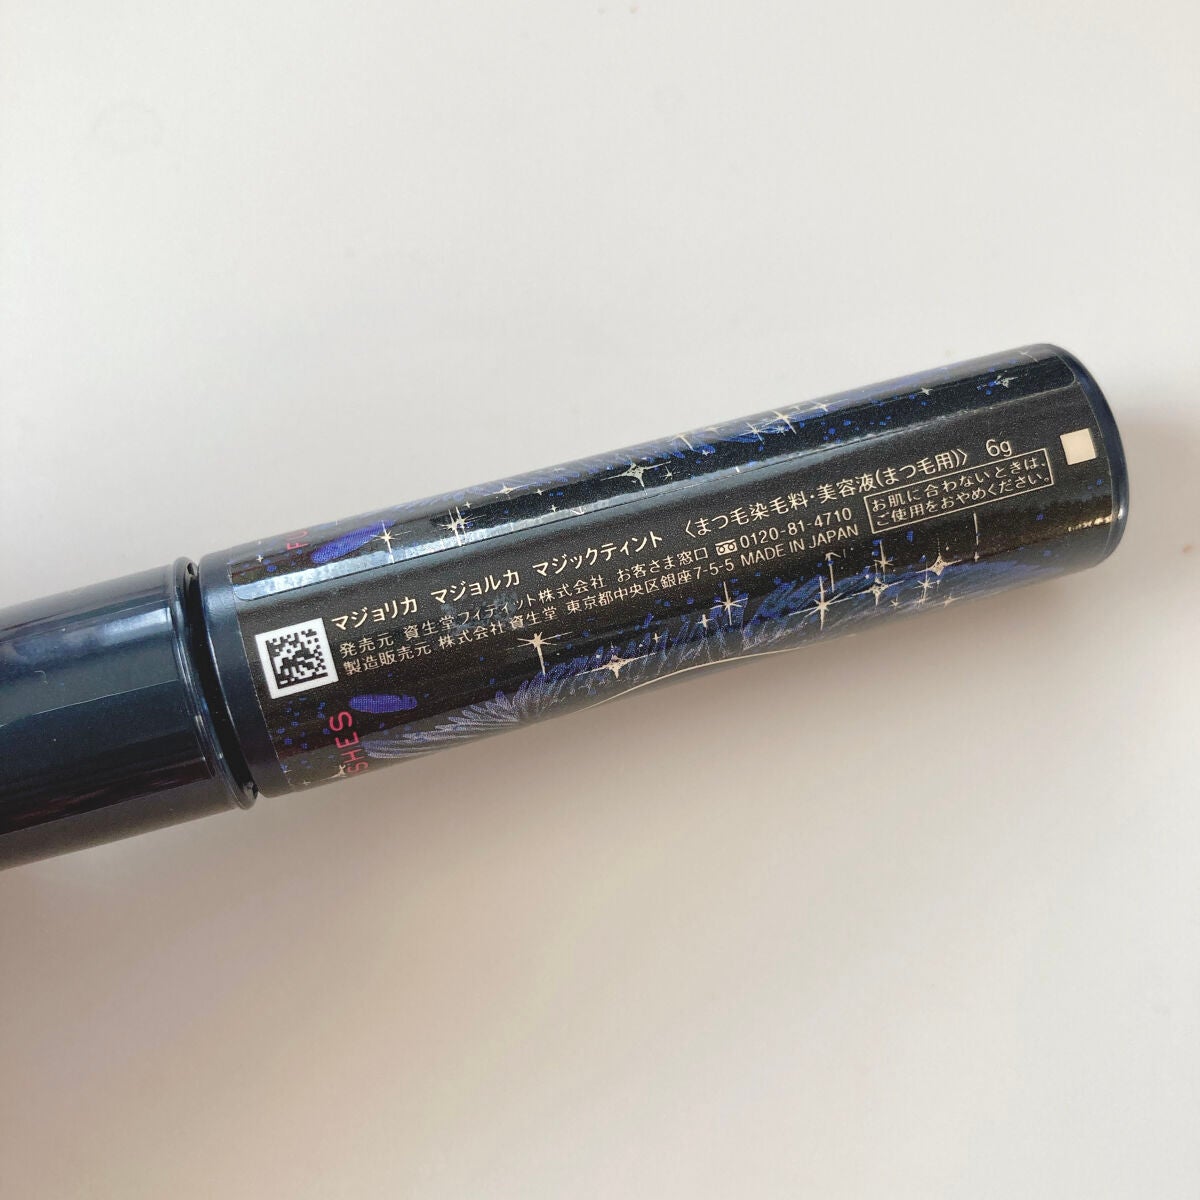 マジョリカ マジョルカ マジックティント 〈まつ毛染毛料・美容液(まつ毛用)〉 6g
発売元 資生堂フィティット株式会社 お客さま窓口 0120-81-4710
製造販売元 株式会社資生堂 東京都中央区銀座7-5-5 MADE IN JAPAN
お肌に合わないときは、
ご使用をおやめください。
SHES